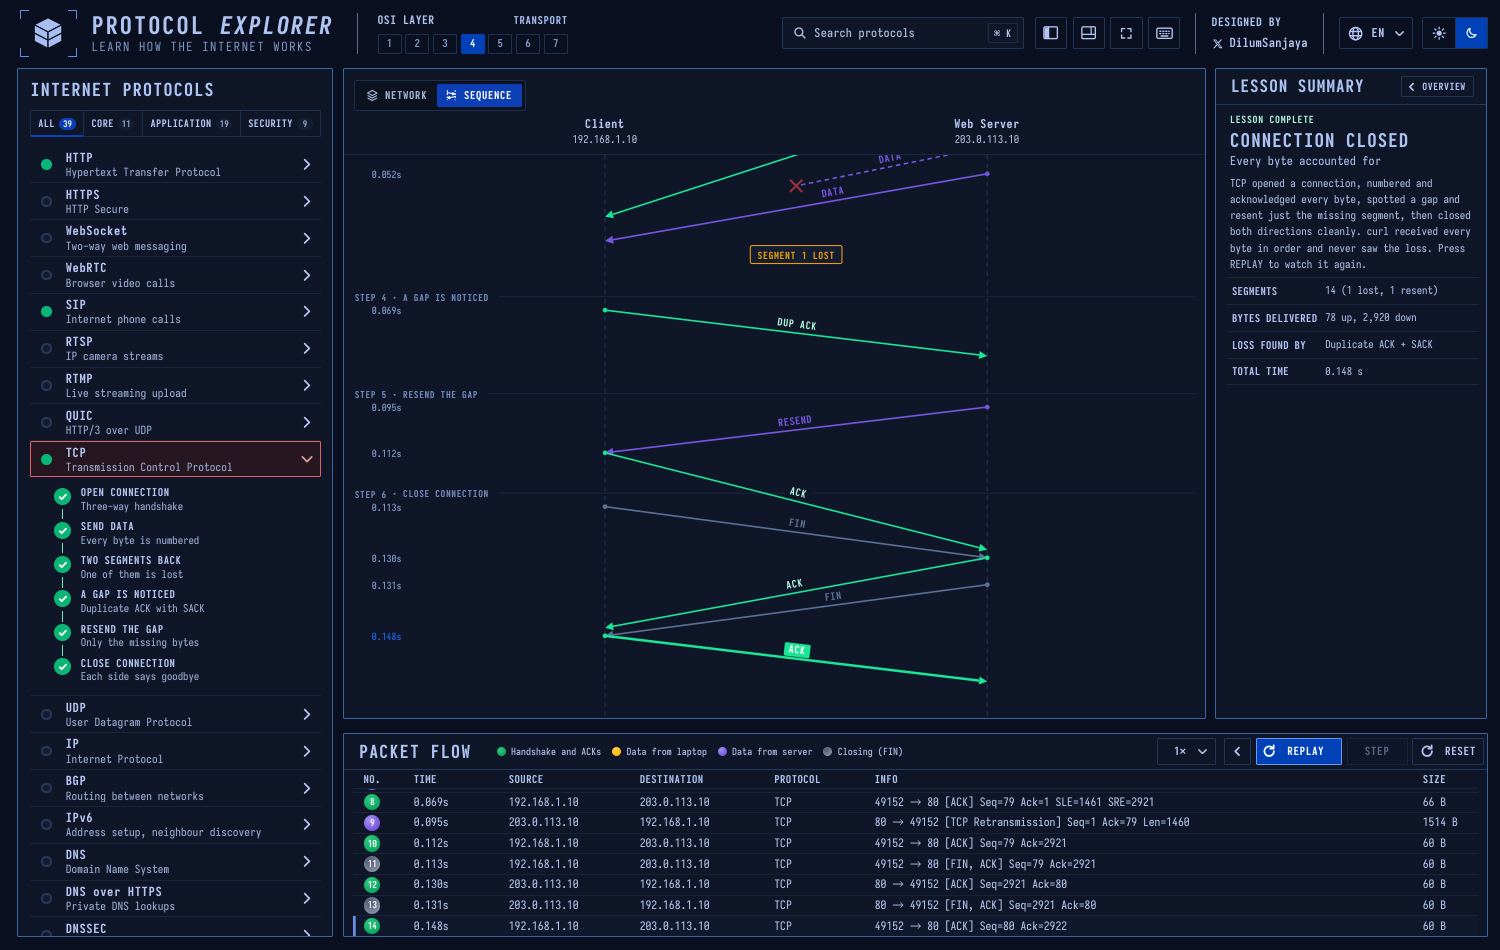 PROTOCOL EXPLORER
LEARN HOW THE INTERNET WORKS
OSI LAYER TRANSPORT
1 2 3 4 5 6 7
Search protocols ⌘ K
DESIGNED BY
DilumSanjaya
EN
INTERNET PROTOCOLS
ALL 39 CORE 11 APPLICATION 19 SECURITY 9
HTTP
Hypertext Transfer Protocol
HTTPS
HTTP Secure
WebSocket
Two-way web messaging
WebRTC
Browser video calls
SIP
Internet phone calls
RTSP
IP camera streams
RTMP
Live streaming upload
QUIC
HTTP/3 over UDP
TCP
Transmission Control Protocol
OPEN CONNECTION
Three-way handshake
SEND DATA
Every byte is numbered
TWO SEGMENTS BACK
One of them is lost
A GAP IS NOTICED
Duplicate ACK with SACK
RESEND THE GAP
Only the missing bytes
CLOSE CONNECTION
Each side says goodbye
UDP
User Datagram Protocol
IP
Internet Protocol
BGP
Routing between networks
IPv6
Address setup, neighbour discovery
DNS
Domain Name System
DNS over HTTPS
Private DNS lookups
DNSSEC
NETWORK SEQUENCE
Client
192.168.1.10
Web Server
203.0.113.10
DATA
0.052s
DATA
SEGMENT 1 LOST
STEP 4 · A GAP IS NOTICED
0.069s
DUP ACK
STEP 5 · RESEND THE GAP
0.095s
RESEND
0.112s
ACK
STEP 6 · CLOSE CONNECTION
0.113s
FIN
0.130s
ACK
0.131s
FIN
0.148s
ACK
LESSON SUMMARY
OVERVIEW
LESSON COMPLETE
CONNECTION CLOSED
Every byte accounted for
TCP opened a connection, numbered and
acknowledged every byte, spotted a gap and
resent just the missing segment, then closed
both directions cleanly. curl received every
byte in order and never saw the loss. Press
REPLAY to watch it again.
SEGMENTS 14 (1 lost, 1 resent)
BYTES DELIVERED 78 up, 2,920 down
LOSS FOUND BY Duplicate ACK + SACK
TOTAL TIME 0.148 s
PACKET FLOW
Handshake and ACKs Data from laptop Data from server Closing (FIN)
1× REPLAY STEP RESET
NO. TIME SOURCE DESTINATION PROTOCOL INFO SIZE
8 0.069s 192.168.1.10 203.0.113.10 TCP 49152 → 80 [ACK] Seq=79 Ack=1 SLE=1461 SRE=2921 66 B
9 0.095s 203.0.113.10 192.168.1.10 TCP 80 → 49152 [TCP Retransmission] Seq=1 Ack=79 Len=1460 1514 B
10 0.112s 192.168.1.10 203.0.113.10 TCP 49152 → 80 [ACK] Seq=79 Ack=2921 60 B
11 0.113s 192.168.1.10 203.0.113.10 TCP 49152 → 80 [FIN, ACK] Seq=79 Ack=2921 60 B
12 0.130s 203.0.113.10 192.168.1.10 TCP 80 → 49152 [ACK] Seq=2921 Ack=80 60 B
13 0.131s 203.0.113.10 192.168.1.10 TCP 80 → 49152 [FIN, ACK] Seq=2921 Ack=80 60 B
14 0.148s 192.168.1.10 203.0.113.10 TCP 49152 → 80 [ACK] Seq=80 Ack=2922 60 B